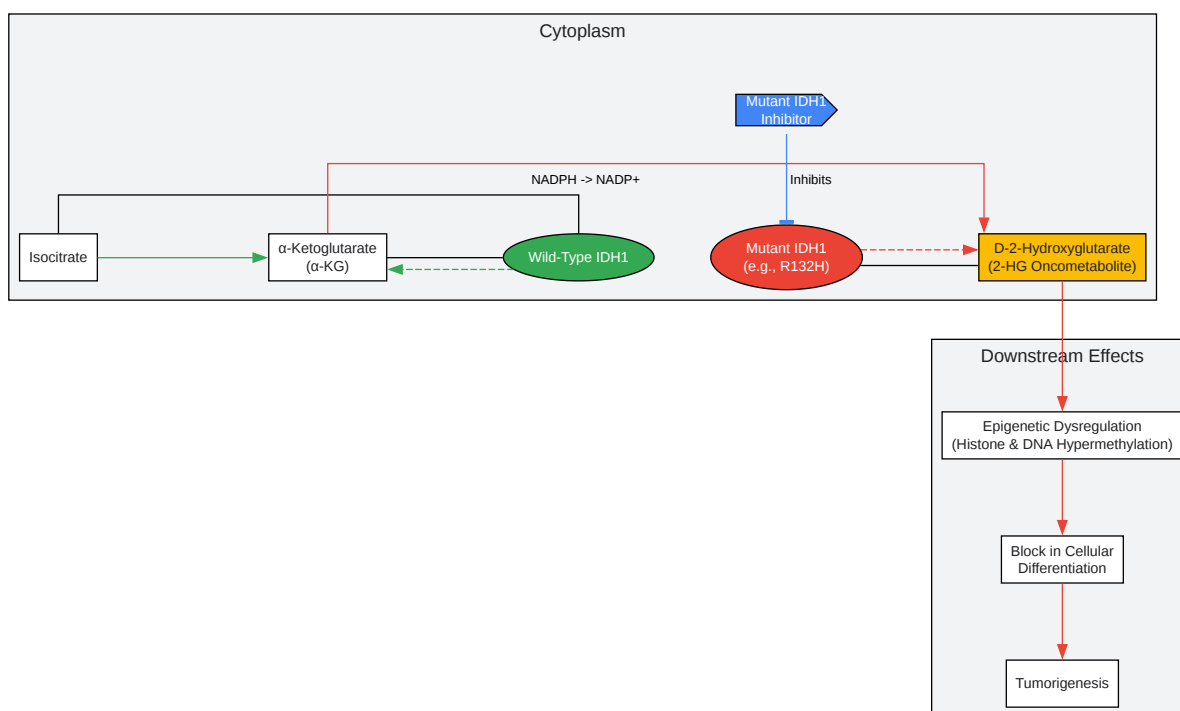 Cytoplasm
Mutant IDH1
Inhibitor
NADPH -> NADP+
Inhibits
Isocitrate
α-Ketoglutarate
(α-KG)
Wild-Type IDH1
Mutant IDH1
(e.g., R132H)
D-2-Hydroxyglutarate
(2-HG Oncometabolite)
Downstream Effects
Epigenetic Dysregulation
(Histone & DNA Hypermethylation)
Block in Cellular
Differentiation
Tumorigenesis